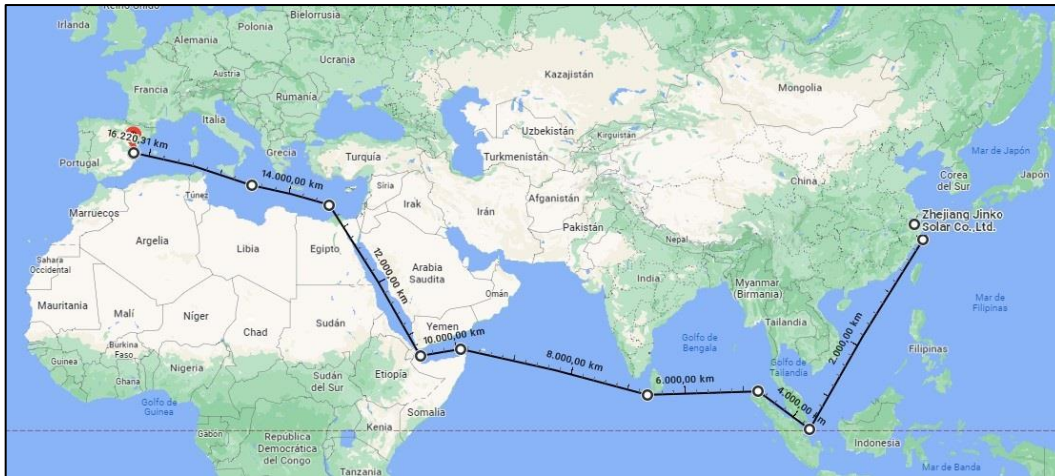 Reino Unido
Irlanda
Polonia
Bielorrusia
Alemania
Ucrania
Kazajistán
Mongolia
Austria
Francia
Rumanía
Italia
Uzbekistán
Kirguistán
Mar de Japón
16.220,31 km
Portugal
Grecia
Turquía
Turkmenistán
China
Corea
del Sur
Japón
14.000,00 km
Túnez
Siria
Irak
Irán
Afganistán
Pakistán
Nepal
Zhejiang Jinko
Solar Co.,Ltd.
Marruecos
Argelia
Libia
Egipto
12.000,00 km
Arabia
Saudita
Sahara
Occidental
Omán
India
Myanmar
(Birmania)
Mauritania
Malí
Níger
Chad
Sudán
Yemen
10.000,00 km
Mar de
Filipinas
Tailandia
2.000,00 km
Golfo de
Bengala
Golfo de
Tailandia
Filipinas
Burkina
Faso
Guinea
Ghana
Nigeria
Sudán
del Sur
Etiopía
8.000,00 km
6.000,00 km
4.000,00 km
Golfo de
Guinea
Somalia
Kenia
Gabón
República
Democrática
del Congo
Tanzania
Indonesia
Mar de Banda